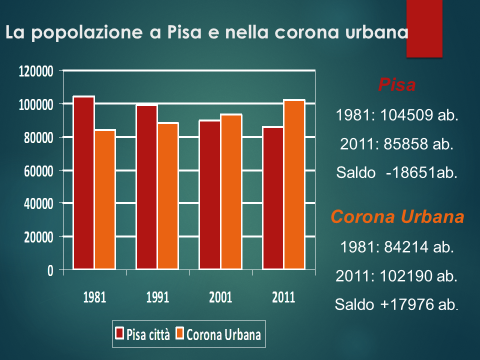 La popolazione a Pisa e nella corona urbana
120000
100000
80000
60000
40000
20000
0
1981 1991 2001 2011
Pisa città Corona Urbana
Pisa
1981: 104509 ab.
2011: 85858 ab.
Saldo -18651ab.
Corona Urbana
1981: 84214 ab.
2011: 102190 ab.
Saldo +17976 ab.